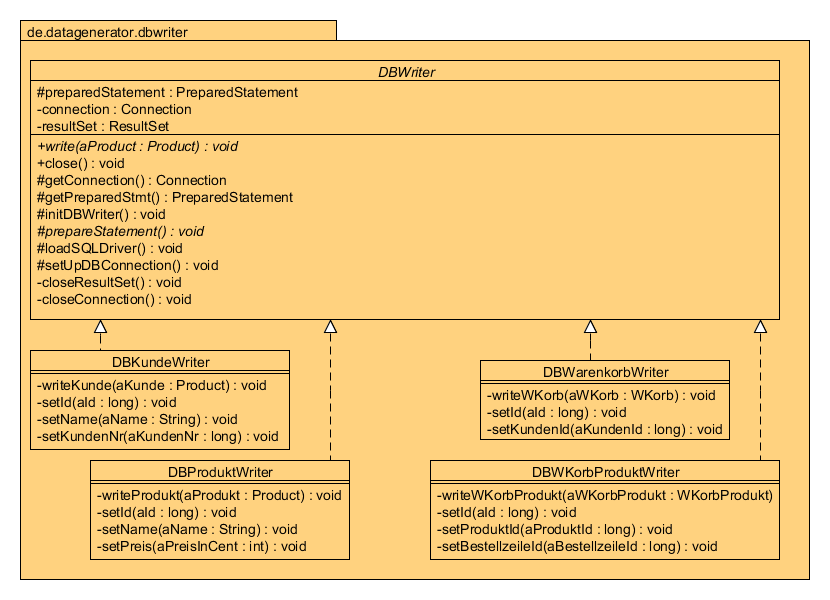 de.datagenerator.dbwriter
DBWriter
#preparedStatement : PreparedStatement
-connection : Connection
-resultSet : ResultSet
+write(aProduct : Product) : void
+close() : void
#getConnection() : Connection
#getPreparedStmt() : PreparedStatement
#initDBWriter() : void
#prepareStatement() : void
#loadSQLDriver() : void
#setUpDBConnection() : void
-closeResultSet() : void
-closeConnection() : void
DBKundeWriter
-writeKunde(aKunde : Product) : void
-setId(aId : long) : void
-setName(aName : String) : void
-setKundenNr(aKundenNr : long) : void
DBWarenkorbWriter
-writeWKorb(aWKorb : WKorb) : void
-setId(aId : long) : void
-setKundenId(aKundenId : long) : void
DBProduktWriter
-writeProdukt(aProdukt : Product) : void
-setId(aId : long) : void
-setName(aName : String) : void
-setPreis(aPreisInCent : int) : void
DBWKorbProduktWriter
-writeWKorbProdukt(aWKorbProdukt : WKorbProdukt)
-setId(aId : long) : void
-setProduktId(aProduktId : long) : void
-setBestellzeileId(aBestellzeileId : long) : void